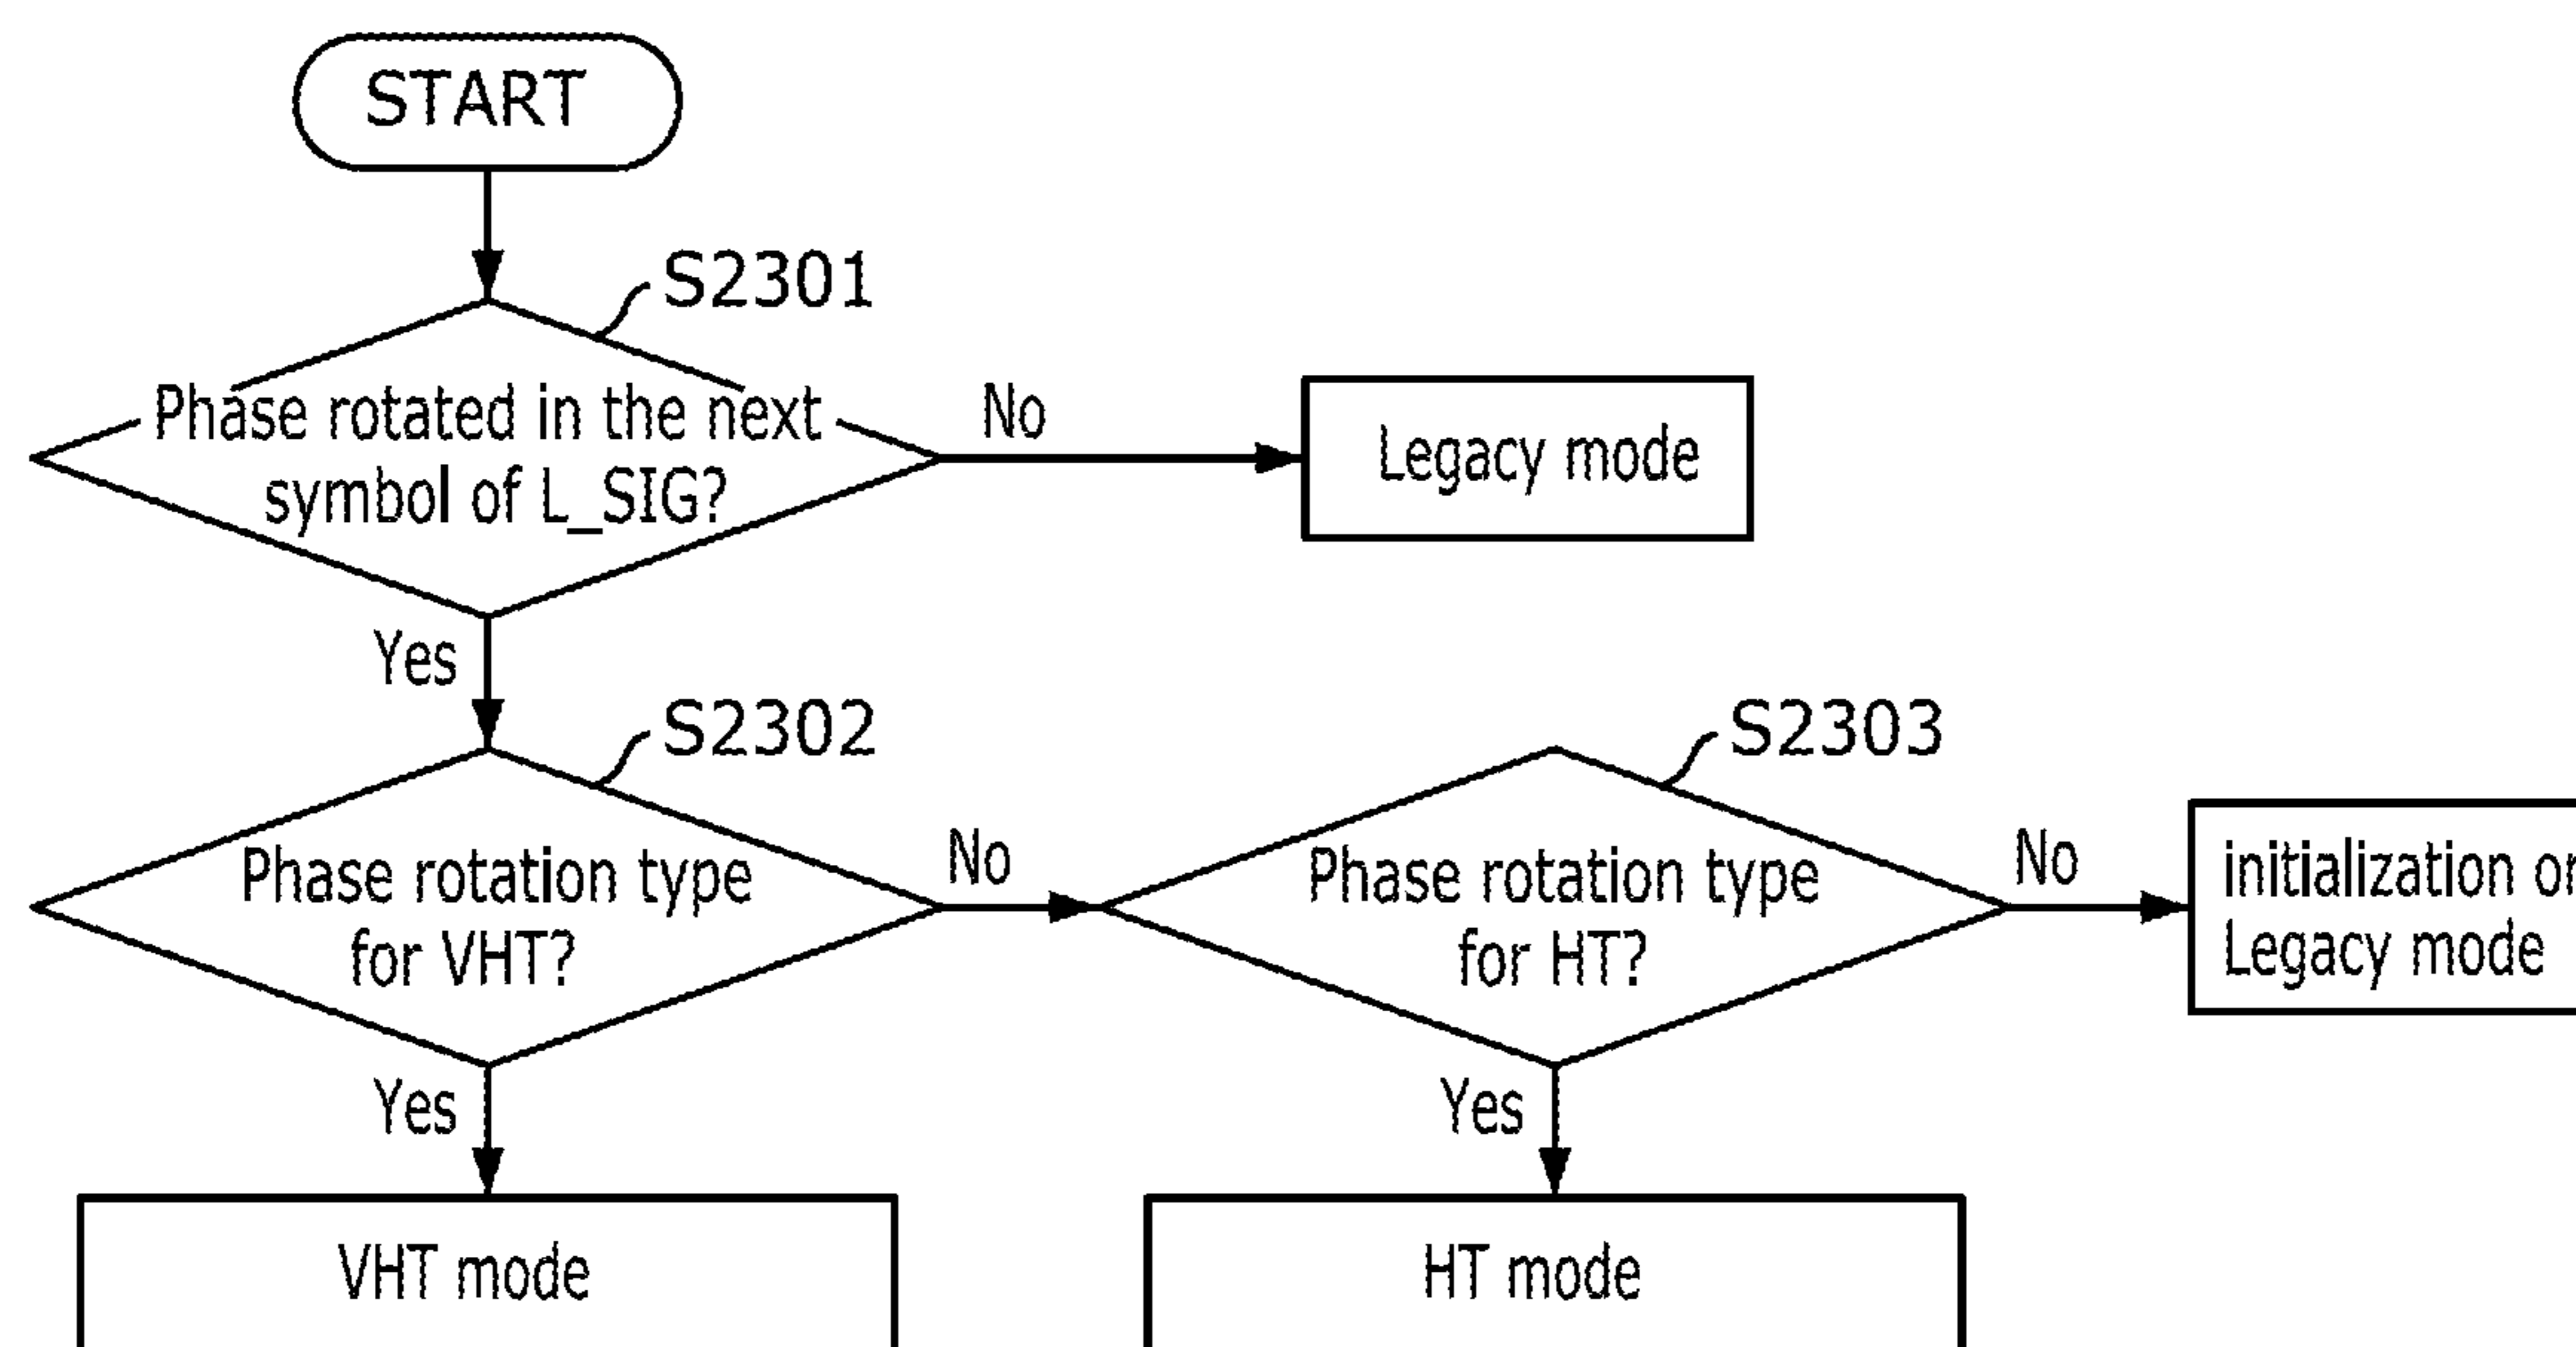 START
S2301
Phase rotated in the next
symbol of L_SIG?
No
Legacy mode
Yes
S2302
Phase rotation type
for VHT?
No
S2303
Phase rotation type
for HT?
No
initialization or
Legacy mode
Yes
Yes
VHT mode
HT mode